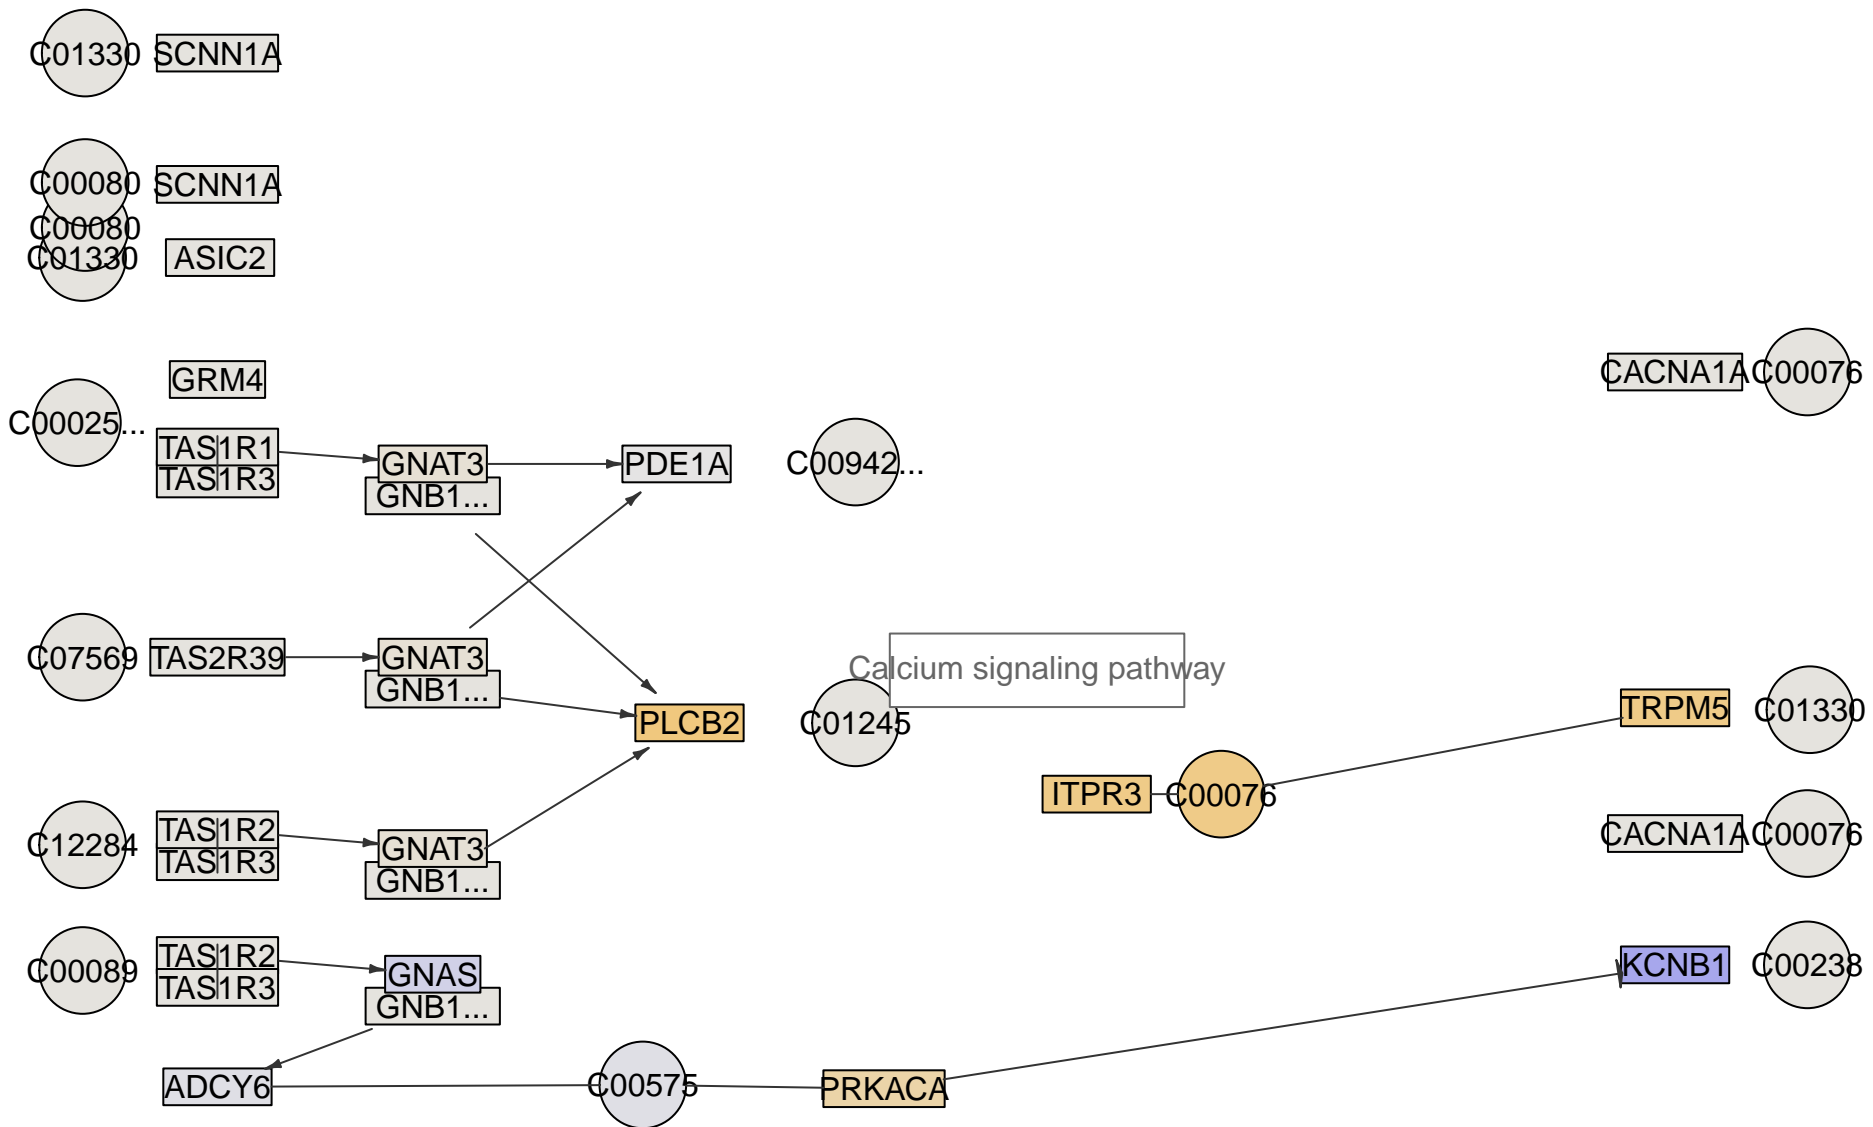 C01330 SCNN1A
C00080 SCNN1A
C00080
C01330 ASIC2
GRM4
CACNA1A C00076
C00025...
TAS1R1
TAS1R3
GNAT3
GNB1...
PDE1A
C00942...
C07569 TAS2R39
GNAT3
GNB1...
Calcium signaling pathway
PLCB2
C01245
TRPM5 C01330
ITPR3 C00076
C12284
TAS1R2
TAS1R3
GNAT3
GNB1...
CACNA1A C00076
C00089
TAS1R2
TAS1R3
GNAS
GNB1...
KCNB1 C00238
ADCY6
C00575
PRKACA